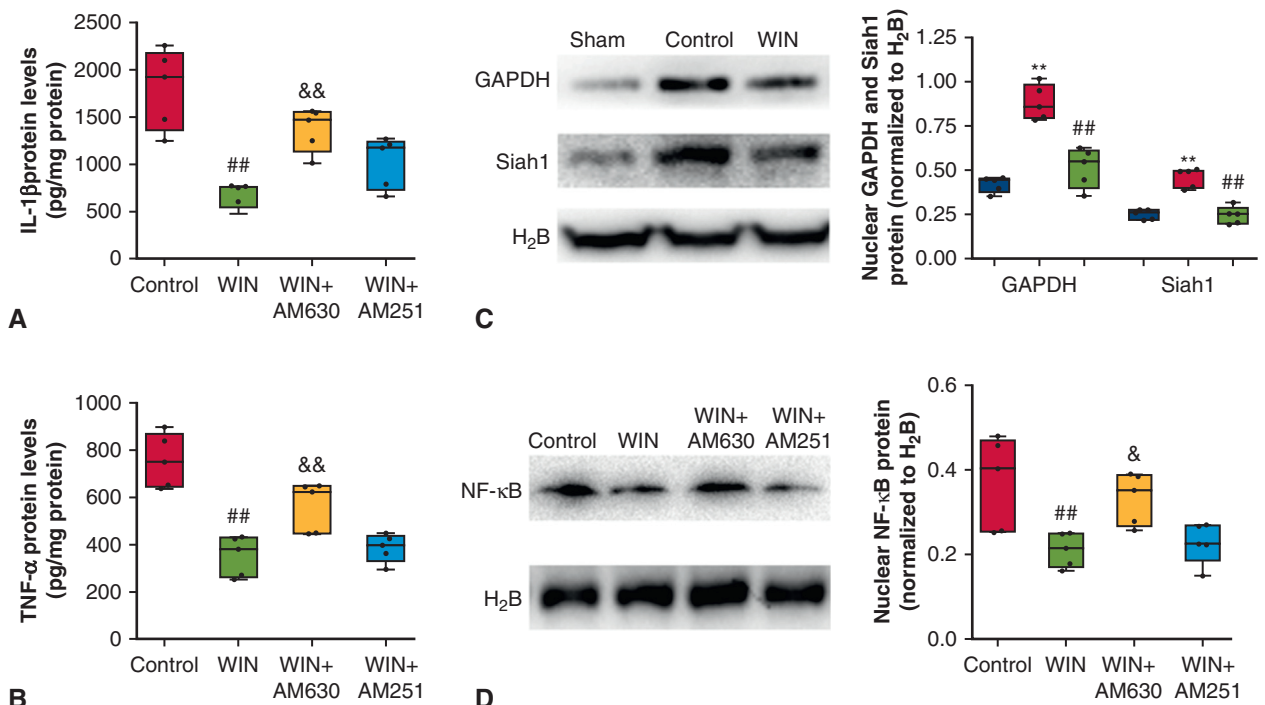 IL-1βprotein levels
(pg/mg protein)
2500
2000
1500
1000
500
0
##
&&
Control
WIN
WIN+
AM630
WIN+
AM251
A
Sham
Control
WIN
GAPDH
Siah1
H2B
C
Nuclear GAPDH and Siah1
protein (normalized to H2B)
1.25
1.00
0.75
0.50
0.25
0.00
**
##
**
##
GAPDH
Siah1
TNF-α protein levels
(pg/mg protein)
1000
800
600
400
200
0
##
&&
Control
WIN
WIN+
AM630
WIN+
AM251
B
Control
WIN
WIN+
AM630
WIN+
AM251
NF-κB
H2B
D
Nuclear NF-κB protein
(normalized to H2B)
0.6
0.4
0.2
0.0
##
&
Control
WIN
WIN+
AM630
WIN+
AM251